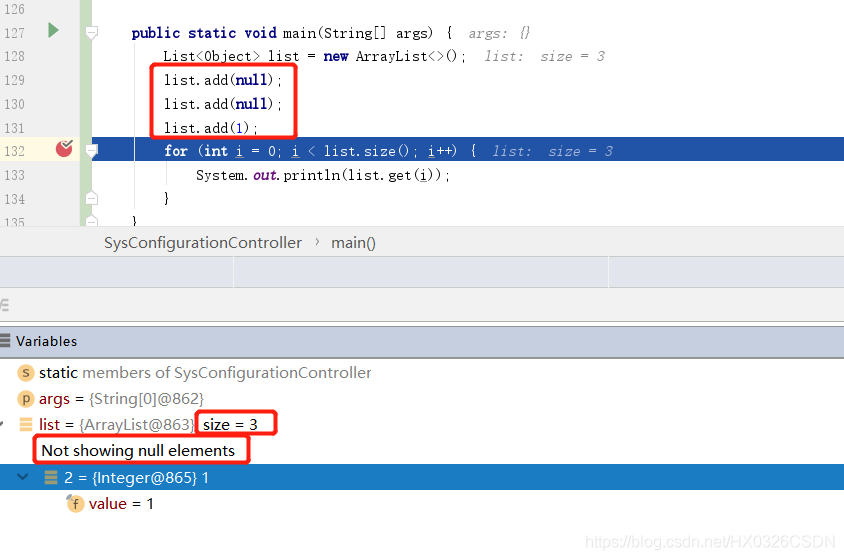 126
127 public static void main(String[] args) { args: {}
128 List<Object> list = new ArrayList<>(); list: size = 3
129 list.add(null);
130 list.add(null);
131 list.add(1);
132 for (int i = 0; i < list.size(); i++) { list: size = 3
133 System.out.println(list.get(i));
134 }
135 }
SysConfigurationController › main()
Variables
s static members of SysConfigurationController
p args = {String[0]@862}
list = {ArrayList@863} size = 3
Not showing null elements
2 = {Integer@865} 1
f value = 1
https://blog.csdn.net/HX0326CSDN